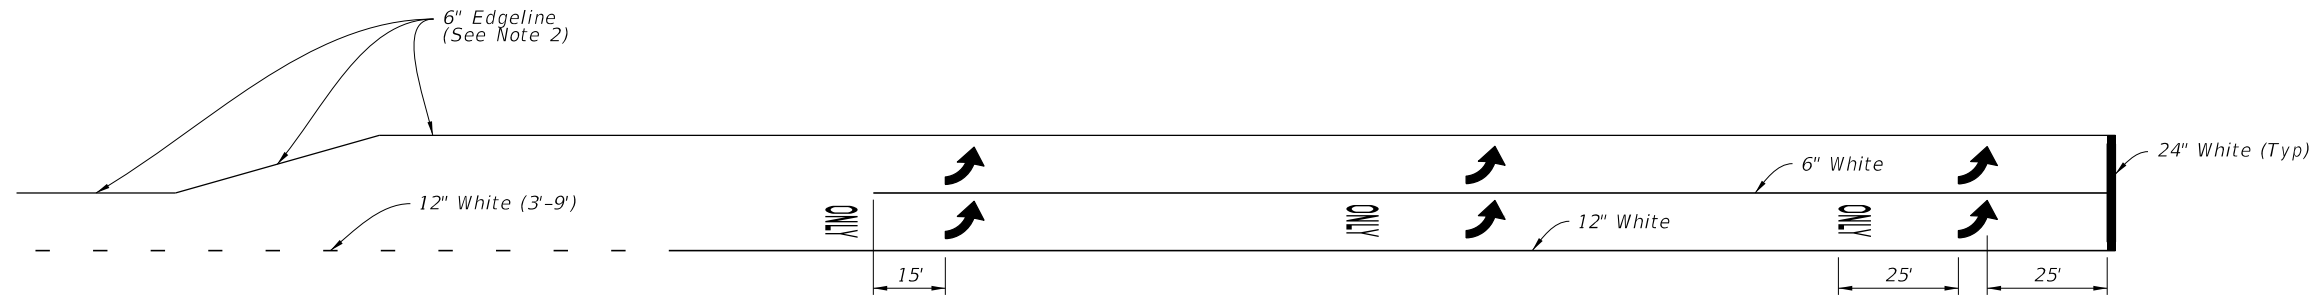 6" Edgeline
(See Note 2)
24" White (Typ)
6" White
12" White (3'-9')
ONLY
ONLY
ONLY
12" White
15'
25'
25'